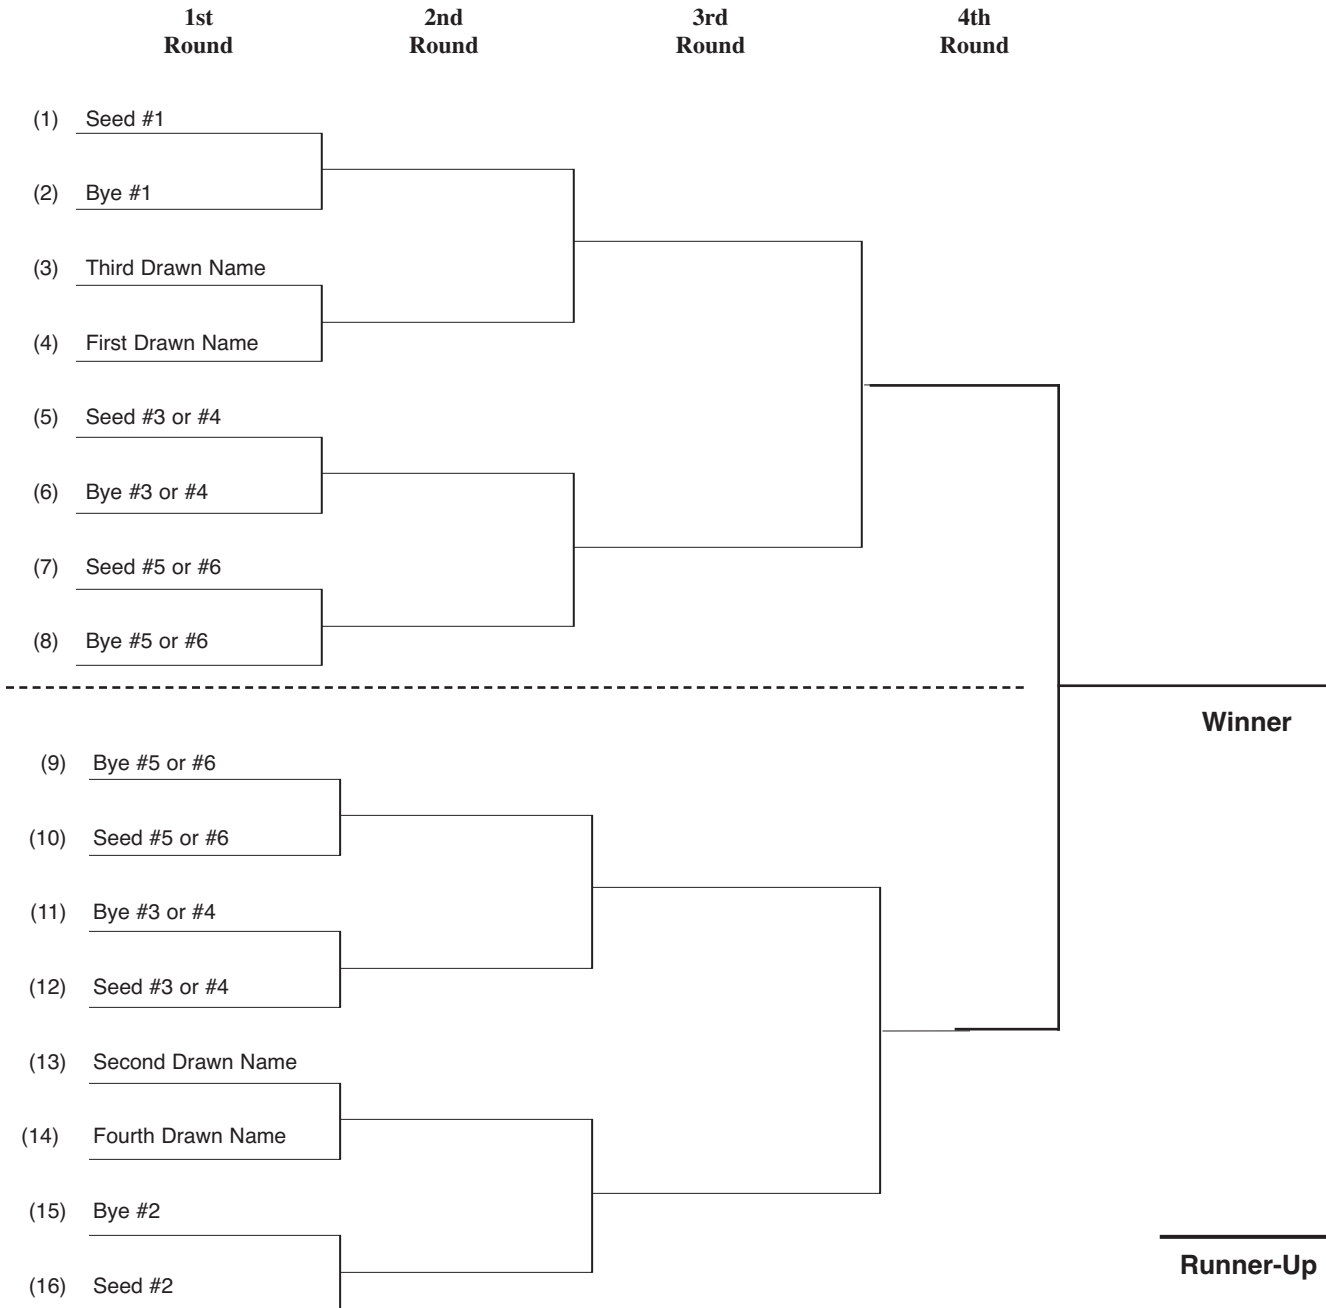 1st Round
2nd Round
3rd Round
4th Round
(1) Seed #1
(2) Bye #1
(3) Third Drawn Name
(4) First Drawn Name
(5) Seed #3 or #4
(6) Bye #3 or #4
(7) Seed #5 or #6
(8) Bye #5 or #6
Winner
(9) Bye #5 or #6
(10) Seed #5 or #6
(11) Bye #3 or #4
(12) Seed #3 or #4
(13) Second Drawn Name
(14) Fourth Drawn Name
(15) Bye #2
(16) Seed #2
Runner-Up